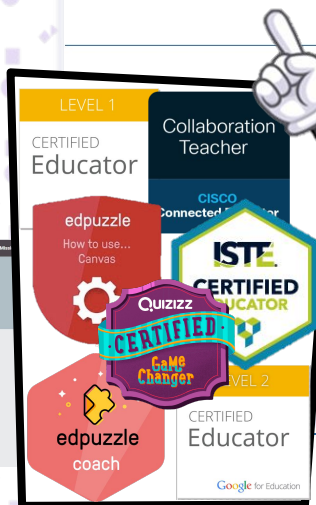 LEVEL 1
CERTIFIED
Educator
Collaboration
Teacher
CISCO
Connected
edpuzzle
How to use...
Canvas
ISTE
CERTIFIED
EDUCATOR
Quizizz
CERTIFIED
GaMe
Changer
edpuzzle
coach
LEVEL 2
CERTIFIED
Educator
Google for Education